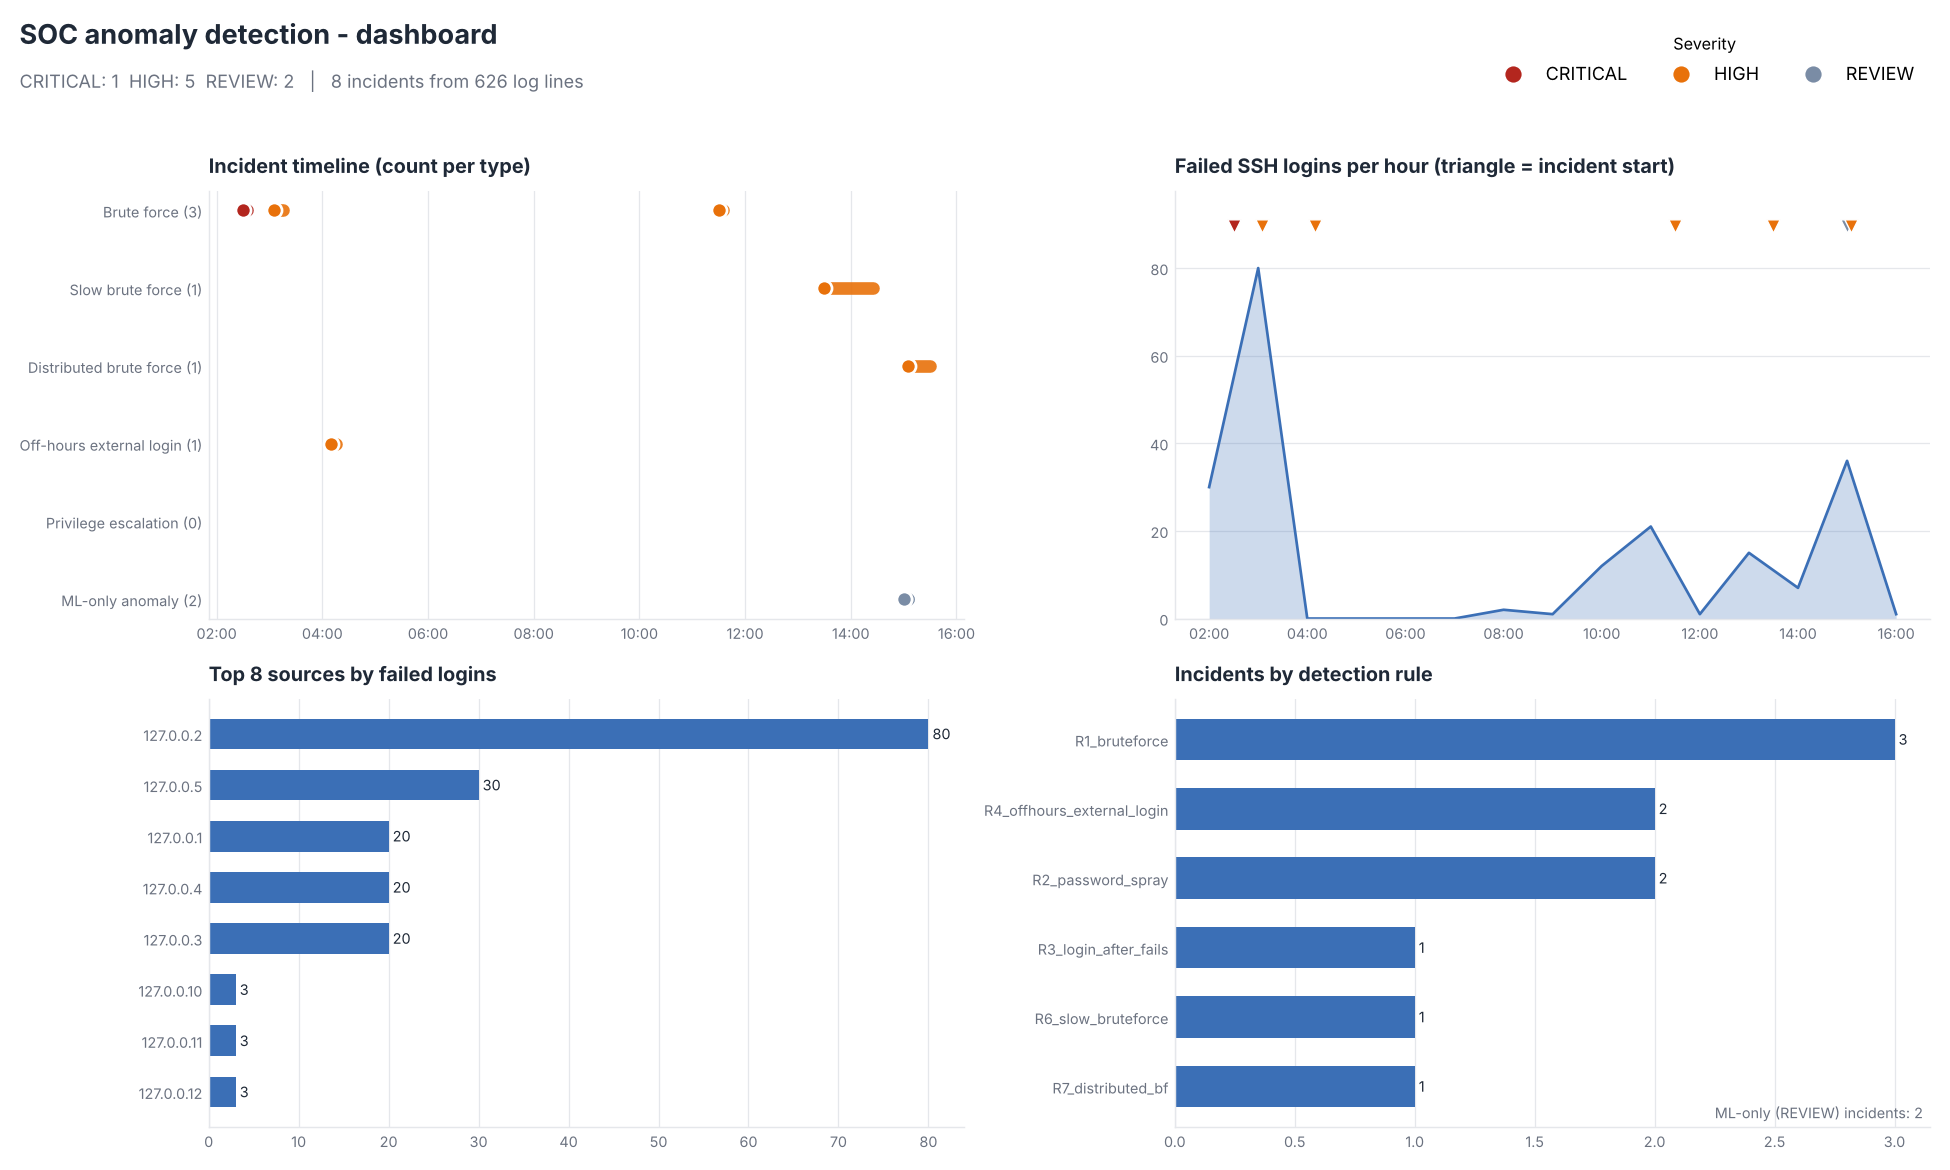 SOC anomaly detection - dashboard
CRITICAL: 1  HIGH: 5  REVIEW: 2   |   8 incidents from 626 log lines
Severity
CRITICAL
HIGH
REVIEW
Incident timeline (count per type)
Brute force (3)
Slow brute force (1)
Distributed brute force (1)
Off-hours external login (1)
Privilege escalation (0)
ML-only anomaly (2)
02:00 04:00 06:00 08:00 10:00 12:00 14:00 16:00
Failed SSH logins per hour (triangle = incident start)
80
60
40
20
0
02:00 04:00 06:00 08:00 10:00 12:00 14:00 16:00
Top 8 sources by failed logins
127.0.0.2 80
127.0.0.5 30
127.0.0.1 20
127.0.0.4 20
127.0.0.3 20
127.0.0.10 3
127.0.0.11 3
127.0.0.12 3
0 10 20 30 40 50 60 70 80
Incidents by detection rule
R1_bruteforce 3
R4_offhours_external_login 2
R2_password_spray 2
R3_login_after_fails 1
R6_slow_bruteforce 1
R7_distributed_bf 1
ML-only (REVIEW) incidents: 2
0.0 0.5 1.0 1.5 2.0 2.5 3.0